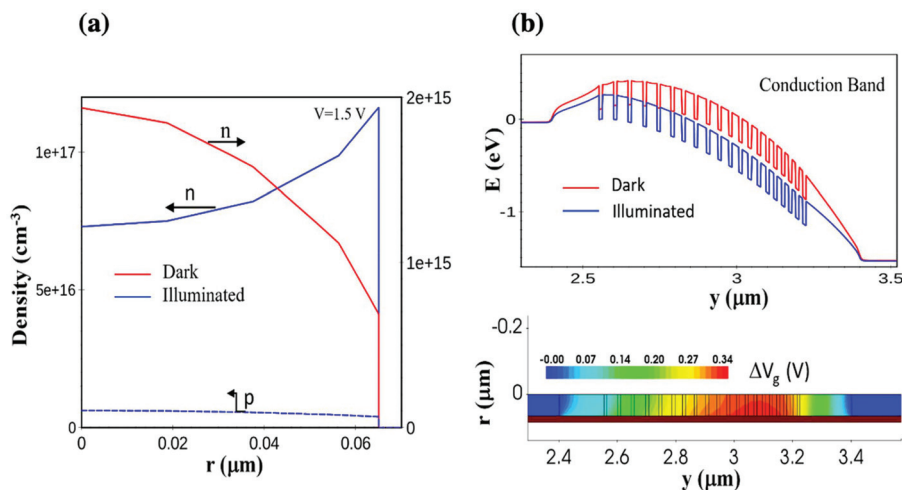 (a)
V=1.5 V
2e+15
1e+17
n
n
1e+15
Dark
Illuminated
5e+16
p
0
0
0
0.02
0.04
0.06
r (μm)
Density (cm⁻³)
(b)
Conduction Band
0
-1
E (eV)
Dark
Illuminated
2.5
3
3.5
y (μm)
-0.2
-0.00
0.07
0.14
0.20
0.27
0.34
ΔVg (V)
0
r (μm)
2.4
2.6
2.8
3
3.2
3.4
y (μm)